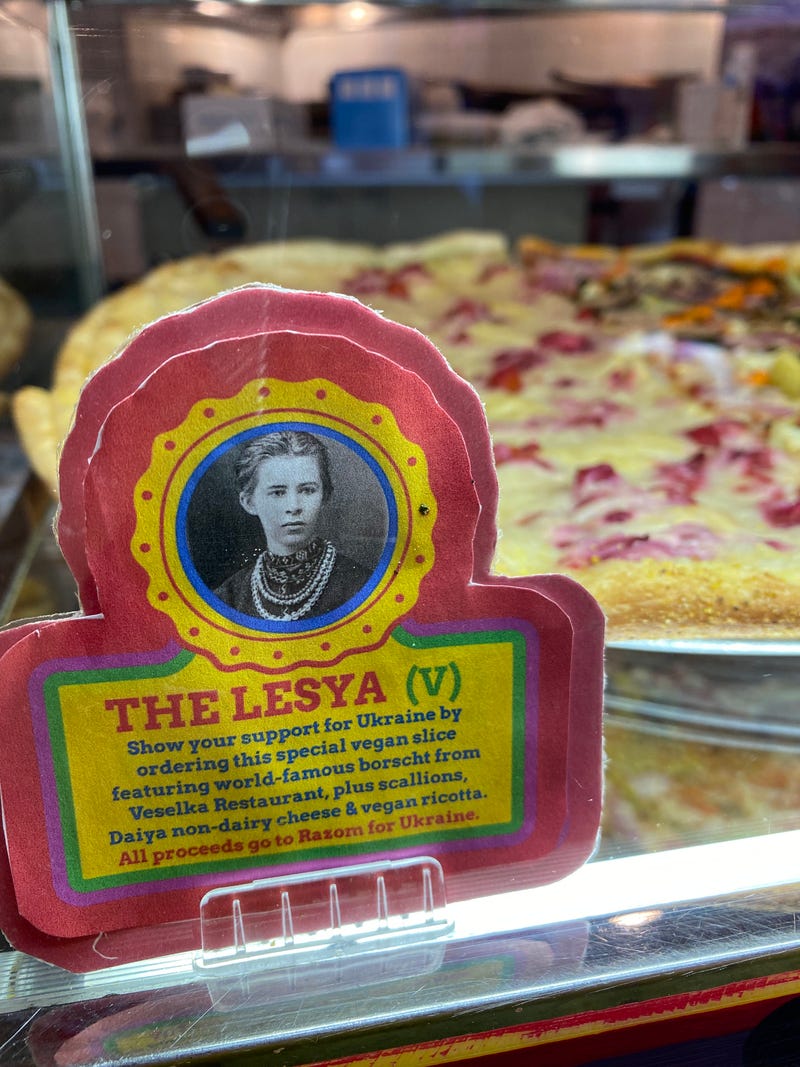 THE LESYA (V)
Show your support for Ukraine by
ordering this special vegan slice
featuring world-famous borscht from
Veselka Restaurant, plus scallions,
Daiya non-dairy cheese & vegan ricotta.
All proceeds go to Razom for Ukraine.